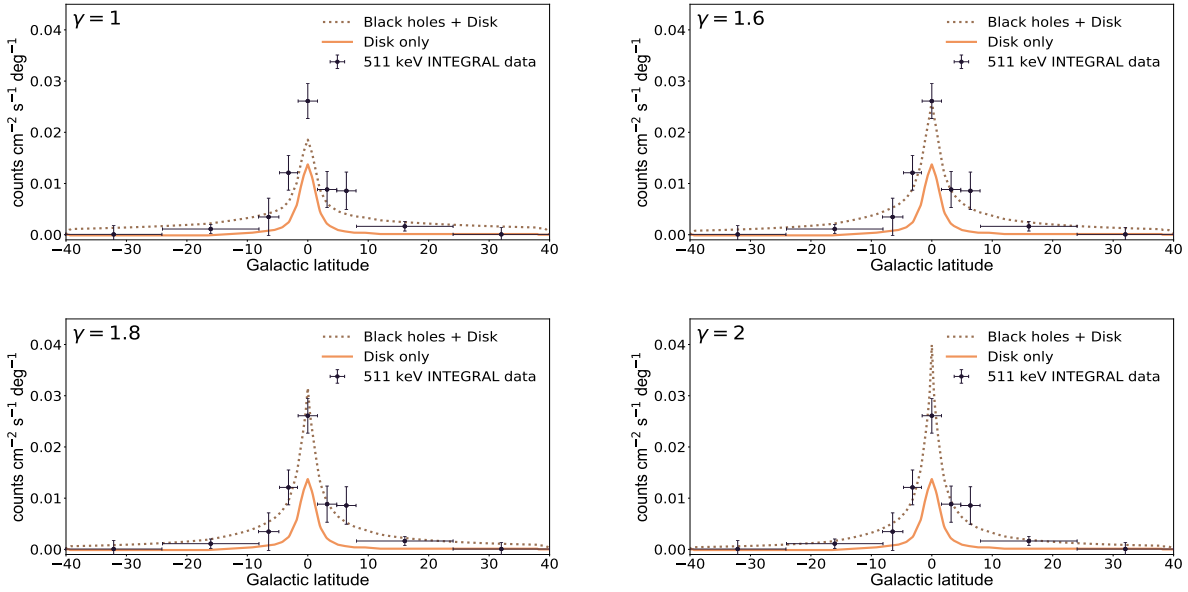 γ = 1
Black holes + Disk
Disk only
511 keV INTEGRAL data
counts cm⁻² s⁻¹ deg⁻¹
0.04
0.03
0.02
0.01
0.00
−40 −30 −20 −10 0 10 20 30 40
Galactic latitude
γ = 1.6
Black holes + Disk
Disk only
511 keV INTEGRAL data
counts cm⁻² s⁻¹ deg⁻¹
0.04
0.03
0.02
0.01
0.00
−40 −30 −20 −10 0 10 20 30 40
Galactic latitude
γ = 1.8
Black holes + Disk
Disk only
511 keV INTEGRAL data
counts cm⁻² s⁻¹ deg⁻¹
0.04
0.03
0.02
0.01
0.00
−40 −30 −20 −10 0 10 20 30 40
Galactic latitude
γ = 2
Black holes + Disk
Disk only
511 keV INTEGRAL data
counts cm⁻² s⁻¹ deg⁻¹
0.04
0.03
0.02
0.01
0.00
−40 −30 −20 −10 0 10 20 30 40
Galactic latitude